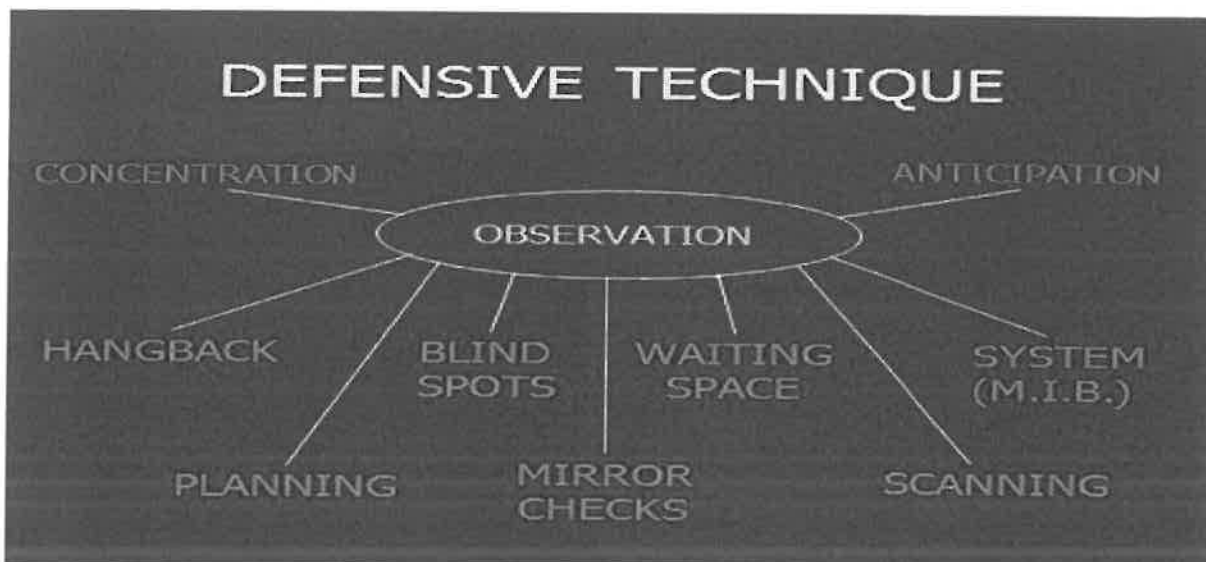 DEFENSIVE TECHNIQUE
CONCENTRATION
ANTICIPATION
OBSERVATION
HANGBACK
BLIND
SPOTS
WAITING
SPACE
SYSTEM
(M.I.B.)
PLANNING
MIRROR
CHECKS
SCANNING